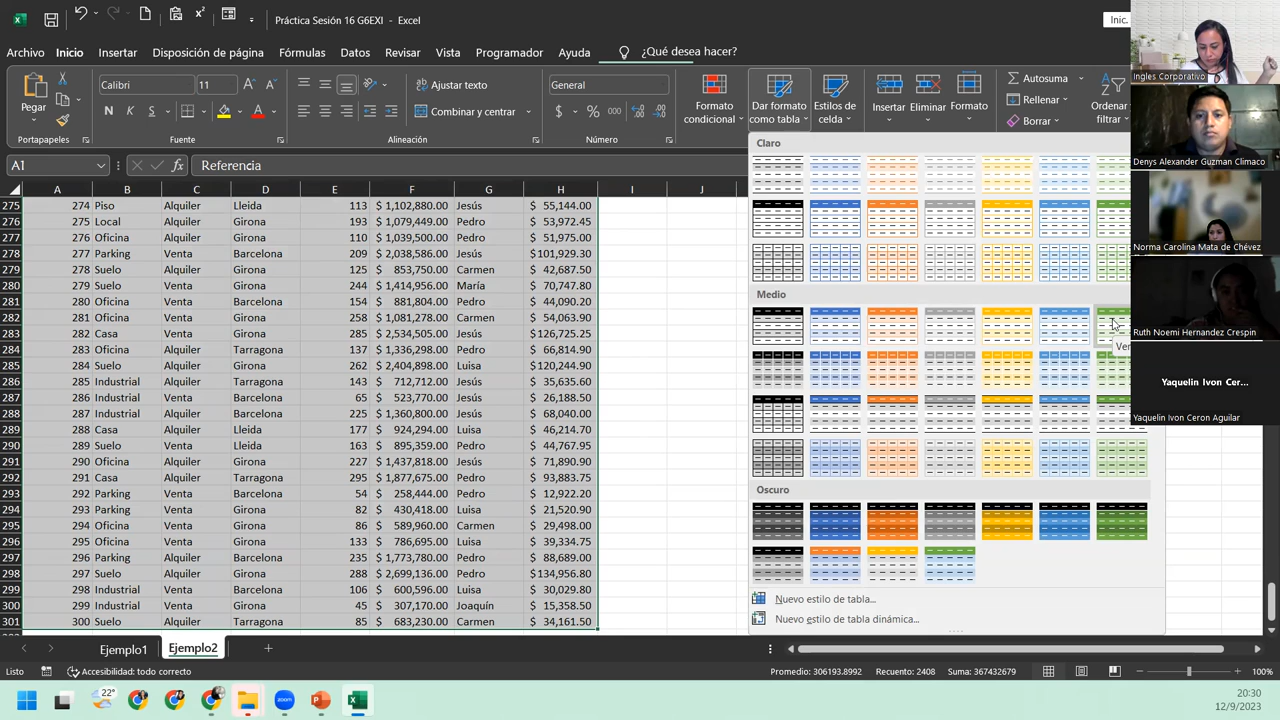 Práctica Sesión 16 G6EXI - Excel
Inic.
Archivo Inicio Insertar Disposición de página Fórmulas Datos Revisar Vista Programador Ayuda ¿Qué desea hacer?
Pegar
Calibri 11
N K S
Ajustar texto
Combinar y centrar
General
Formato condicional
Dar formato como tabla
Estilos de celda
Insertar Eliminar Formato
Autosuma
Rellenar
Borrar
Ordenar filtrar
Portapapeles Fuente Alineación Número
A1 fx Referencia
A D F G H I J
275 274 Piso Alquiler Lleida 113 $ 1,102,880.00 Jesús $ 55,144.00
276 275 Local Alquiler Girona 193 $ 1,079,449.00 Pedro $ 53,972.45
277 276 Oficina Alquiler Girona 110 $ 1,039,500.00 Pedro $ 51,975.00
278 277 Parking Venta Barcelona 209 $ 2,038,586.00 Jesús $ 101,929.30
279 278 Suelo Alquiler Girona 125 $ 853,750.00 Carmen $ 42,687.50
280 279 Suelo Venta Girona 244 $ 1,414,956.00 María $ 70,747.80
281 280 Oficina Venta Barcelona 154 $ 881,804.00 Pedro $ 44,090.20
282 281 Oficina Venta Girona 258 $ 1,081,278.00 Pedro $ 54,063.90
283 282 Casa Alquiler Girona 285 $ 1,534,505.00 Pedro $ 76,725.25
284 283 Oficina Alquiler Tarragona 137 $ 1,336,298.00 Pedro $ 66,814.90
285 284 Suelo Alquiler Tarragona 262 $ 2,404,898.00 Luisa $ 120,244.90
286 285 Industrial Alquiler Tarragona 143 $ 712,712.00 Jesús $ 35,635.60
287 286 Industrial Venta Barcelona 65 $ 523,770.00 Luisa $ 26,188.50
288 287 Industrial Venta Barcelona 225 $ 1,360,800.00 Jesús $ 68,040.00
289 288 Casa Alquiler Lleida 177 $ 924,294.00 Luisa $ 46,214.70
290 289 Suelo Venta Lleida 163 $ 895,359.00 Pedro $ 44,767.95
291 290 Oficina Alquiler Girona 227 $ 1,437,818.00 Jesús $ 71,890.90
292 291 Casa Alquiler Tarragona 295 $ 1,877,675.00 Pedro $ 93,883.75
293 292 Parking Venta Barcelona 54 $ 258,444.00 Pedro $ 12,922.20
294 293 Parking Venta Girona 82 $ 430,418.00 Luisa $ 21,520.90
295 294 Oficina Alquiler Girona 80 $ 589,960.00 Carmen $ 29,498.00
296 295 Oficina Venta Girona 133 $ 786,695.00 Luisa $ 39,334.75
297 296 Parking Alquiler Barcelona 235 $ 1,773,780.00 Pedro $ 88,689.00
298 297 Suelo Alquiler Girona 288 $ 2,699,136.00 Pedro $ 134,956.80
299 298 Industrial Venta Barcelona 106 $ 600,596.00 Luisa $ 30,029.80
300 299 Industrial Venta Girona 45 $ 307,170.00 Joaquín $ 15,358.50
301 300 Suelo Alquiler Tarragona 85 $ 683,230.00 Carmen $ 34,161.50
Claro
Medio
Ver
Oscuro
Nuevo estilo de tabla...
Nuevo estilo de tabla dinámica...
Ingles Corporativo
Denys Alexander Guzman Climaco
Norma Carolina Mata de Chévez
Ruth Noemi Hernandez Crespin
Yaquelin Ivon Cer...
Yaquelin Ivon Ceron Aguilar
Ejemplo1 Ejemplo2
Listo Accesibilidad: todo correcto Promedio: 306193.8992 Recuento: 2408 Suma: 367432679 100%
22°
zoom
20:30
12/9/2023